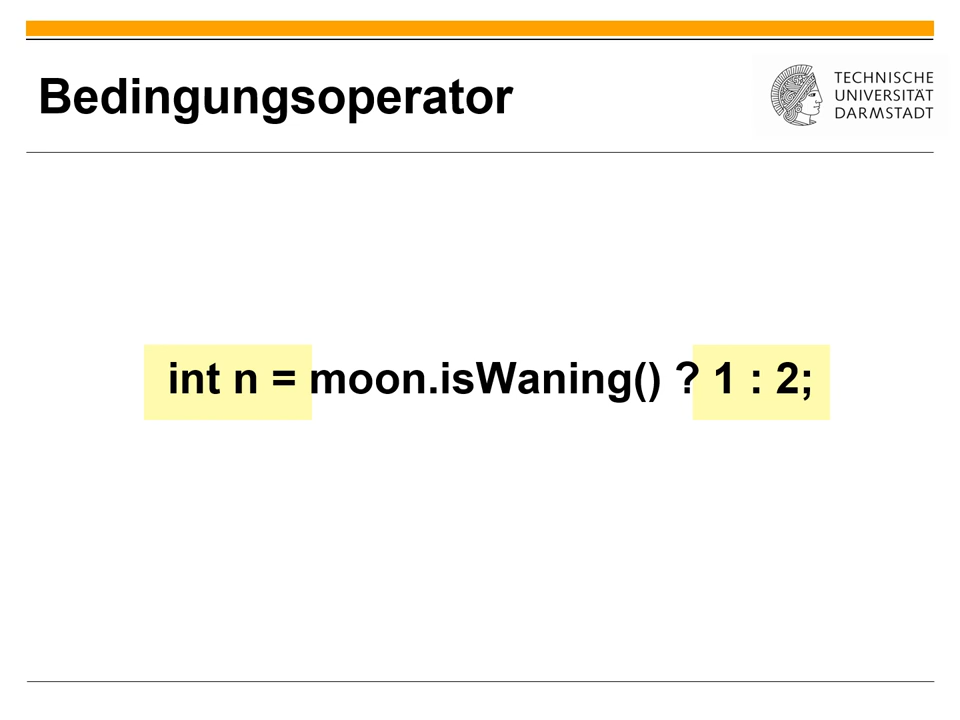 Bedingungsoperator
TECHNISCHE
UNIVERSITÄT
DARMSTADT
int n = moon.isWaning() ? 1 : 2;